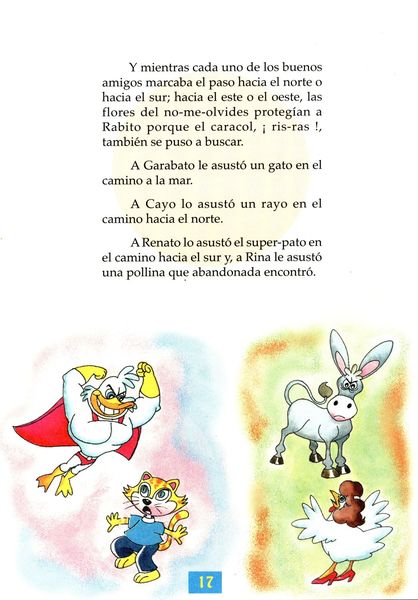 Y mientras cada uno de los buenos
amigos marcaba el paso hacia el norte o
hacia el sur; hacia el este o el oeste, las
flores del no-me-olvides protegían a
Rabito porque el caracol, ¡ ris-ras !,
también se puso a buscar.
A Garabato le asustó un gato en el
camino a la mar.
A Cayo lo asustó un rayo en el
camino hacia el norte.
A Renato lo asustó el super-pato en
el camino hacia el sur y, a Rina le asustó
una pollina que abandonada encontró.
17